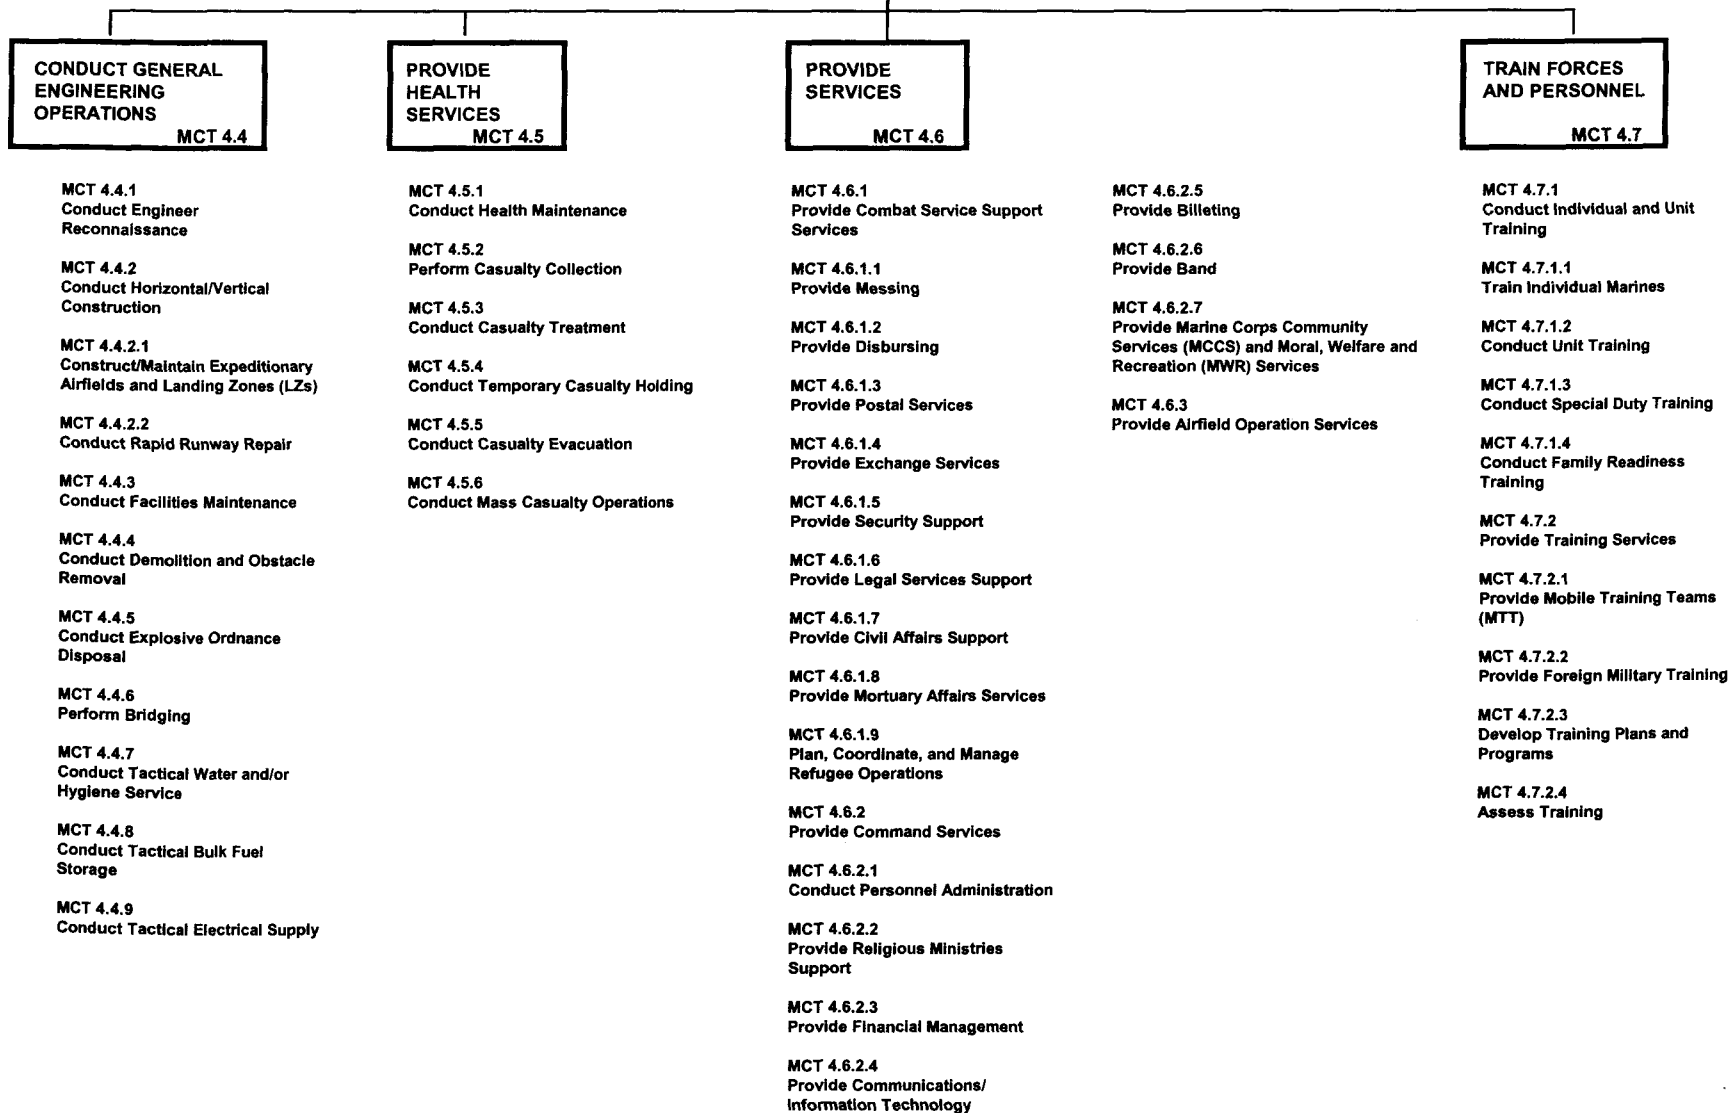 CONDUCT GENERAL
ENGINEERING
OPERATIONS
MCT 4.4
MCT 4.4.1
Conduct Engineer
Reconnaissance
MCT 4.4.2
Conduct Horizontal/Vertical
Construction
MCT 4.4.2.1
Construct/Maintain Expeditionary
Airfields and Landing Zones (LZs)
MCT 4.4.2.2
Conduct Rapid Runway Repair
MCT 4.4.3
Conduct Facilities Maintenance
MCT 4.4.4
Conduct Demolition and Obstacle
Removal
MCT 4.4.5
Conduct Explosive Ordnance
Disposal
MCT 4.4.6
Perform Bridging
MCT 4.4.7
Conduct Tactical Water and/or
Hygiene Service
MCT 4.4.8
Conduct Tactical Bulk Fuel
Storage
MCT 4.4.9
Conduct Tactical Electrical Supply
PROVIDE
HEALTH
SERVICES
MCT 4.5
MCT 4.5.1
Conduct Health Maintenance
MCT 4.5.2
Perform Casualty Collection
MCT 4.5.3
Conduct Casualty Treatment
MCT 4.5.4
Conduct Temporary Casualty Holding
MCT 4.5.5
Conduct Casualty Evacuation
MCT 4.5.6
Conduct Mass Casualty Operations
PROVIDE
SERVICES
MCT 4.6
MCT 4.6.1
Provide Combat Service Support
Services
MCT 4.6.1.1
Provide Messing
MCT 4.6.1.2
Provide Disbursing
MCT 4.6.1.3
Provide Postal Services
MCT 4.6.1.4
Provide Exchange Services
MCT 4.6.1.5
Provide Security Support
MCT 4.6.1.6
Provide Legal Services Support
MCT 4.6.1.7
Provide Civil Affairs Support
MCT 4.6.1.8
Provide Mortuary Affairs Services
MCT 4.6.1.9
Plan, Coordinate, and Manage
Refugee Operations
MCT 4.6.2
Provide Command Services
MCT 4.6.2.1
Conduct Personnel Administration
MCT 4.6.2.2
Provide Religious Ministries
Support
MCT 4.6.2.3
Provide Financial Management
MCT 4.6.2.4
Provide Communications/
Information Technology
MCT 4.6.2.5
Provide Billeting
MCT 4.6.2.6
Provide Band
MCT 4.6.2.7
Provide Marine Corps Community
Services (MCCS) and Moral, Welfare and
Recreation (MWR) Services
MCT 4.6.3
Provide Airfield Operation Services
TRAIN FORCES
AND PERSONNEL
MCT 4.7
MCT 4.7.1
Conduct Individual and Unit
Training
MCT 4.7.1.1
Train Individual Marines
MCT 4.7.1.2
Conduct Unit Training
MCT 4.7.1.3
Conduct Special Duty Training
MCT 4.7.1.4
Conduct Family Readiness
Training
MCT 4.7.2
Provide Training Services
MCT 4.7.2.1
Provide Mobile Training Teams
(MTT)
MCT 4.7.2.2
Provide Foreign Military Training
MCT 4.7.2.3
Develop Training Plans and
Programs
MCT 4.7.2.4
Assess Training